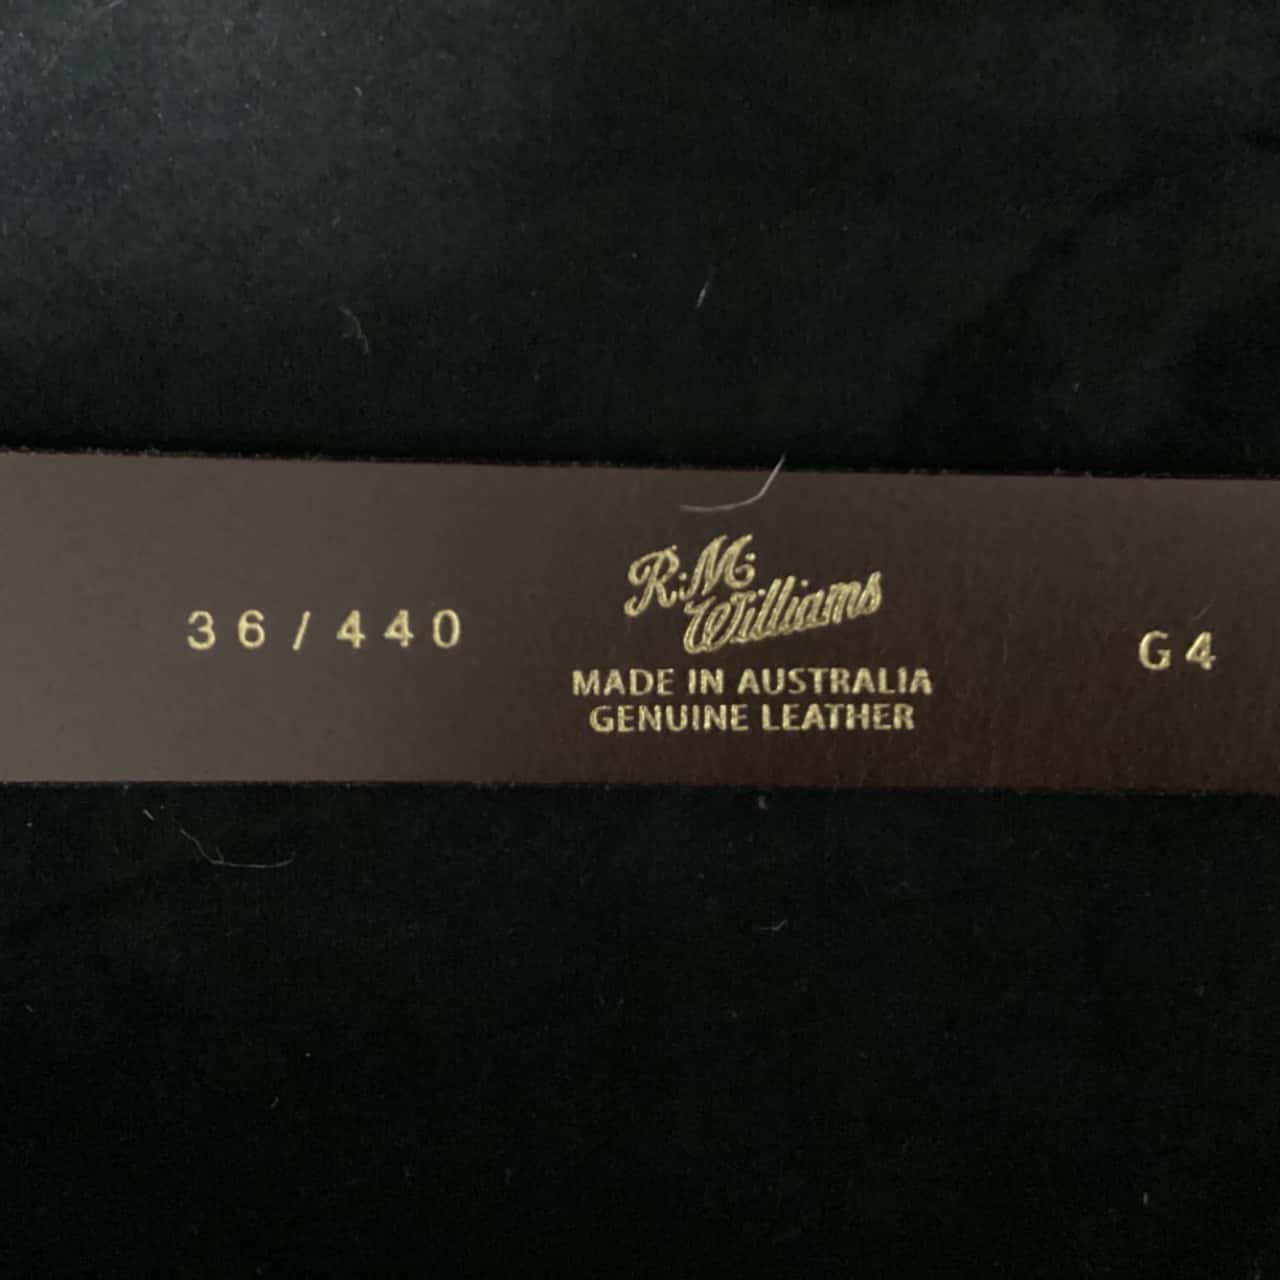 36/440
R.M.
Williams
MADE IN AUSTRALIA
GENUINE LEATHER
G4